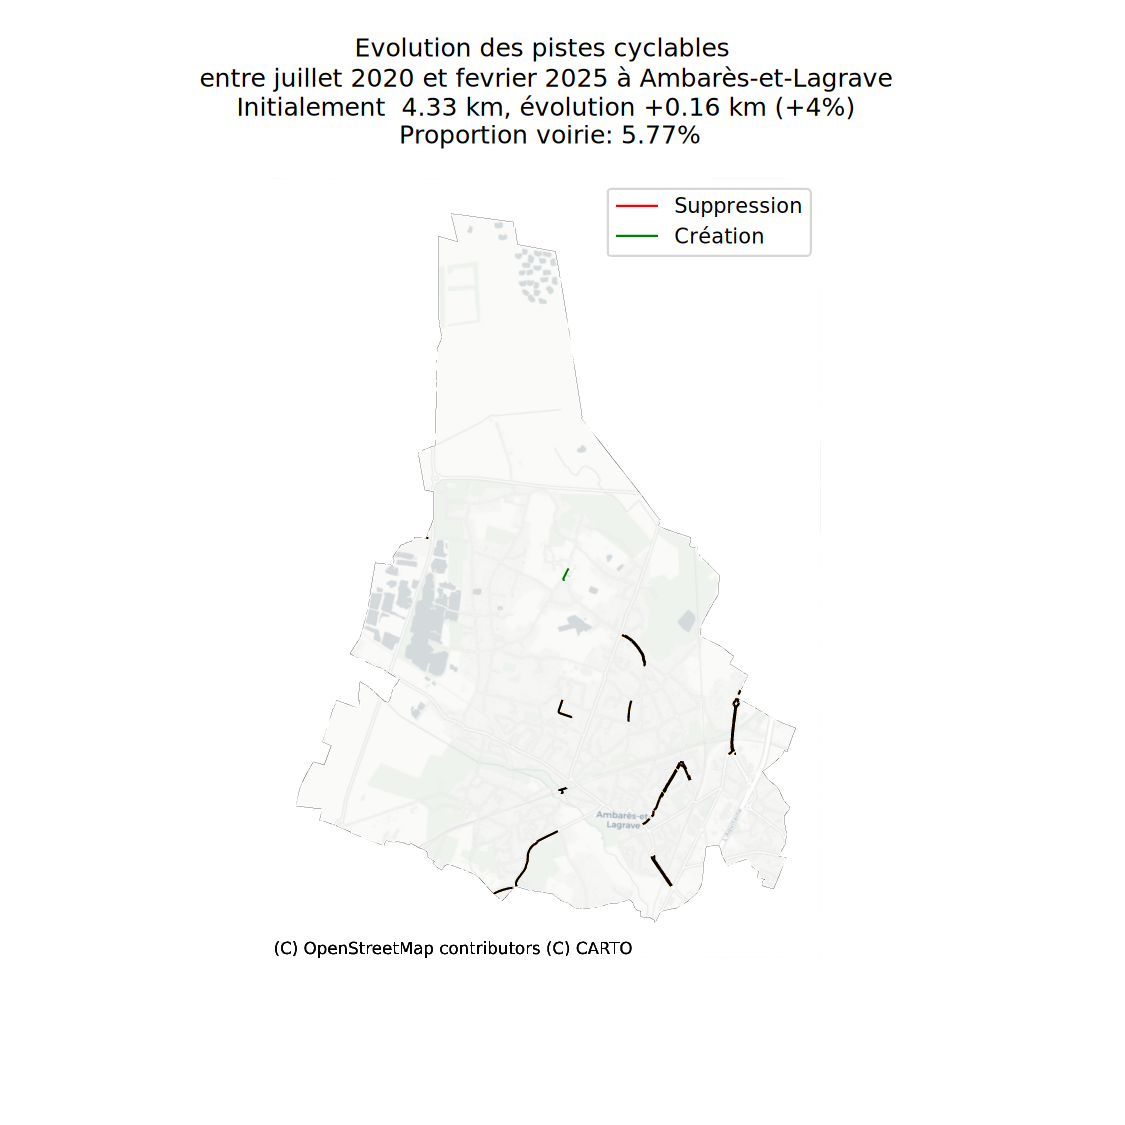 Evolution des pistes cyclables
entre juillet 2020 et fevrier 2025 à Ambarès-et-Lagrave
Initialement  4.33 km, évolution +0.16 km (+4%)
Proportion voirie: 5.77%
Suppression
Création
Ambarès-et-
Lagrave
(C) OpenStreetMap contributors (C) CARTO